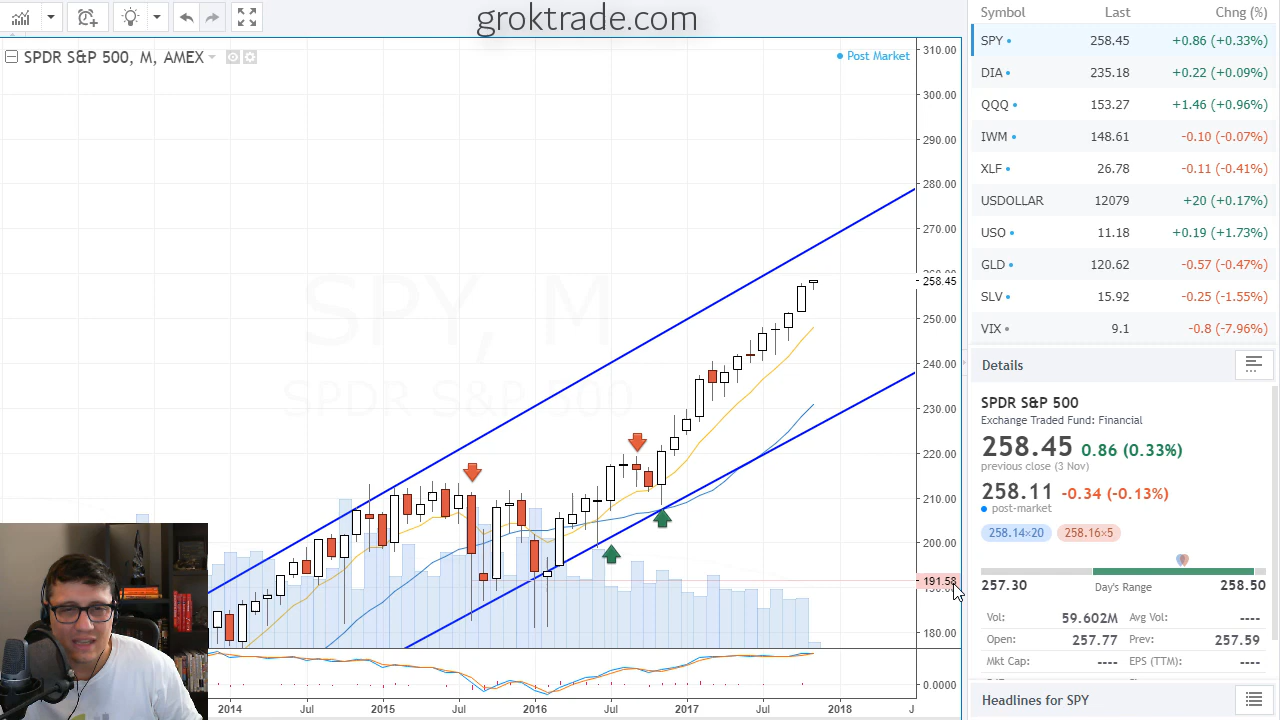 groktrade.com
SPDR S&P 500, M, AMEX
Post Market
SPY, M
SPDR S&P 500
310.00
300.00
290.00
280.00
270.00
258.45
250.00
240.00
230.00
220.00
210.00
200.00
191.58
180.00
0.0000
2014 Jul 2015 Jul 2016 Jul 2017 Jul 2018 J
Symbol Last Chng (%)
SPY 258.45 +0.86 (+0.33%)
DIA 235.18 +0.22 (+0.09%)
QQQ 153.27 +1.46 (+0.96%)
IWM 148.61 -0.10 (-0.07%)
XLF 26.78 -0.11 (-0.41%)
USDOLLAR 12079 +20 (+0.17%)
USO 11.18 +0.19 (+1.73%)
GLD 120.62 -0.57 (-0.47%)
SLV 15.92 -0.25 (-1.55%)
VIX 9.1 -0.8 (-7.96%)
Details
SPDR S&P 500
Exchange Traded Fund: Financial
258.45 0.86 (0.33%)
previous close (3 Nov)
258.11 -0.34 (-0.13%)
post-market
258.14×20 258.16×5
257.30 Day's Range 258.50
Vol: 59.602M Avg Vol: ----
Open: 257.77 Prev: 257.59
Mkt Cap: ---- EPS (TTM): ----
Headlines for SPY